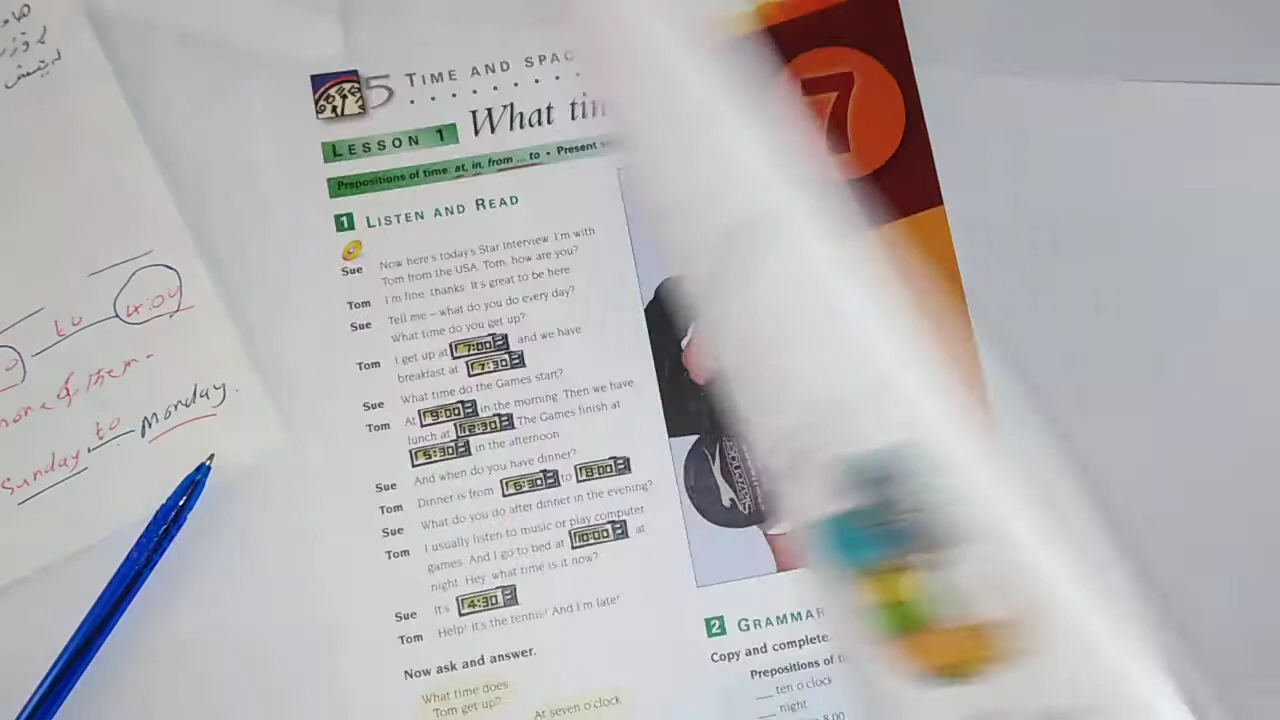 5 TIME AND SPAC
LESSON 1 What tim
Prepositions of time: at, in, from ... to • Present s
1 LISTEN AND READ
Sue Now here's today's Star Interview. I'm with
Tom from the USA. Tom, how are you?
Tom I'm fine, thanks. It's great to be here.
Sue Tell me – what do you do every day?
What time do you get up?
Tom I get up at 7:00 and we have
breakfast at 7:30
Sue What time do the Games start?
Tom At 9:00 in the morning. Then we have
lunch at 12:30 The Games finish at
5:30 in the afternoon.
Sue And when do you have dinner?
Tom Dinner is from 6:30 to 8:00
Sue What do you do after dinner in the evening?
Tom I usually listen to music or play computer
games. And I go to bed at 10:00 at
night. Hey, what time is it now?
Sue It's 4:30
Tom Help! It's the tennis! And I'm late!
Now ask and answer.
What time does
Tom get up?
At seven o'clock
2 GRAMMAR
Copy and complete.
Prepositions of
__ ten o'clock
__ night
8.00
7
Slazenger
to 4:00
of them.
Sunday to Monday.